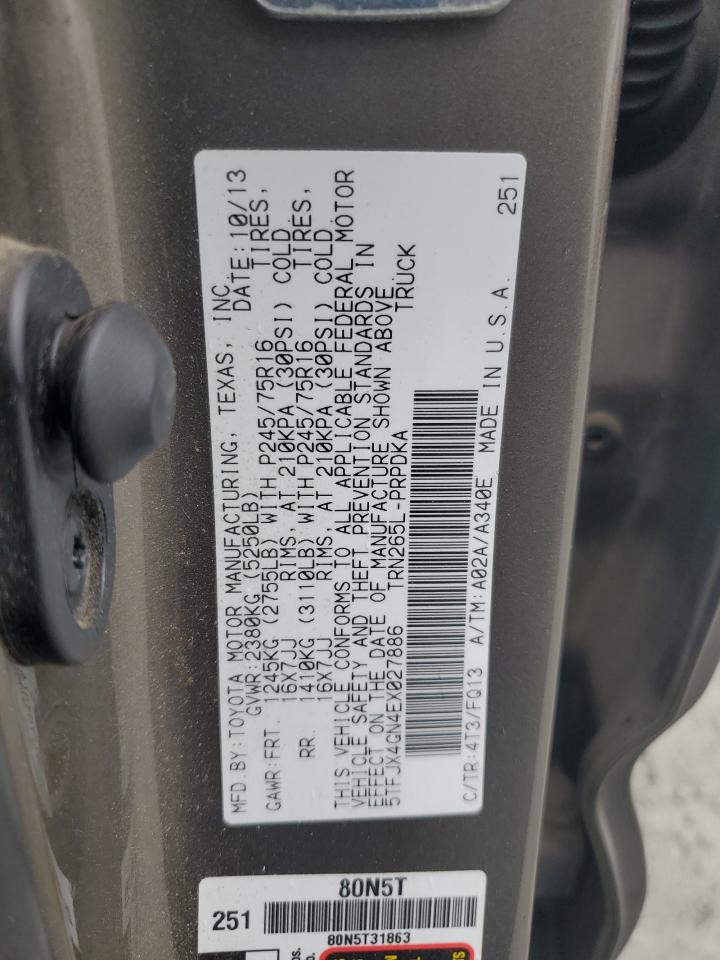 MFD.BY:TOYOTA MOTOR MANUFACTURING, TEXAS, INC.
GVWR:2380KG (5250LB) DATE:10/13
GAWR:FRT. 1245KG (2755LB) WITH P245/75R16 TIRES,
16X7JJ RIMS, AT 210KPA (30PSI) COLD
RR. 1410KG (3110LB) WITH P245/75R16 TIRES,
16X7JJ RIMS, AT 210KPA (30PSI) COLD
THIS VEHICLE CONFORMS TO ALL APPLICABLE FEDERAL MOTOR
VEHICLE SAFETY AND THEFT PREVENTION STANDARDS IN
EFFECT ON THE DATE OF MANUFACTURE SHOWN ABOVE
5TFJX4GN4EX027886 TRN265L-PRPDKA TRUCK
C/TR:4T3/FQ13 A/TM:A02A/A340E MADE IN U.S.A. 251
80N5T
251
80N5T31863